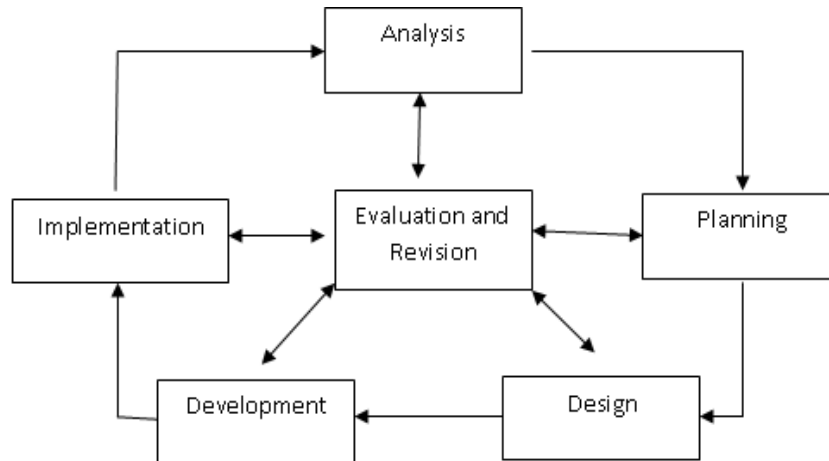 Analysis
Implementation
Evaluation and
Revision
Planning
Development
Design